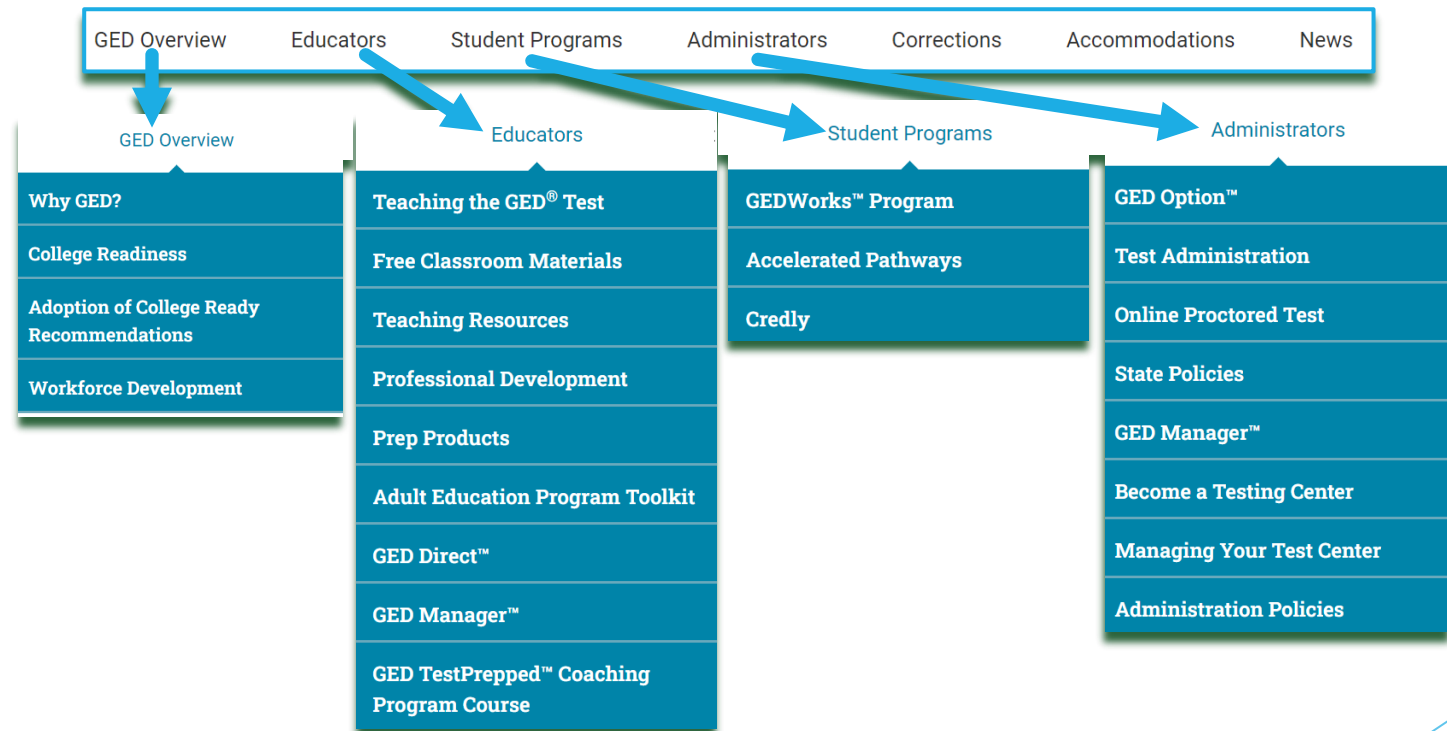 GED Overview Educators Student Programs Administrators Corrections Accommodations News
GED Overview
Why GED?
College Readiness
Adoption of College Ready
Recommendations
Workforce Development
Educators
Teaching the GED® Test
Free Classroom Materials
Teaching Resources
Professional Development
Prep Products
Adult Education Program Toolkit
GED Direct™
GED Manager™
GED TestPrepped™ Coaching
Program Course
Student Programs
GEDWorks™ Program
Accelerated Pathways
Credly
Administrators
GED Option™
Test Administration
Online Proctored Test
State Policies
GED Manager™
Become a Testing Center
Managing Your Test Center
Administration Policies